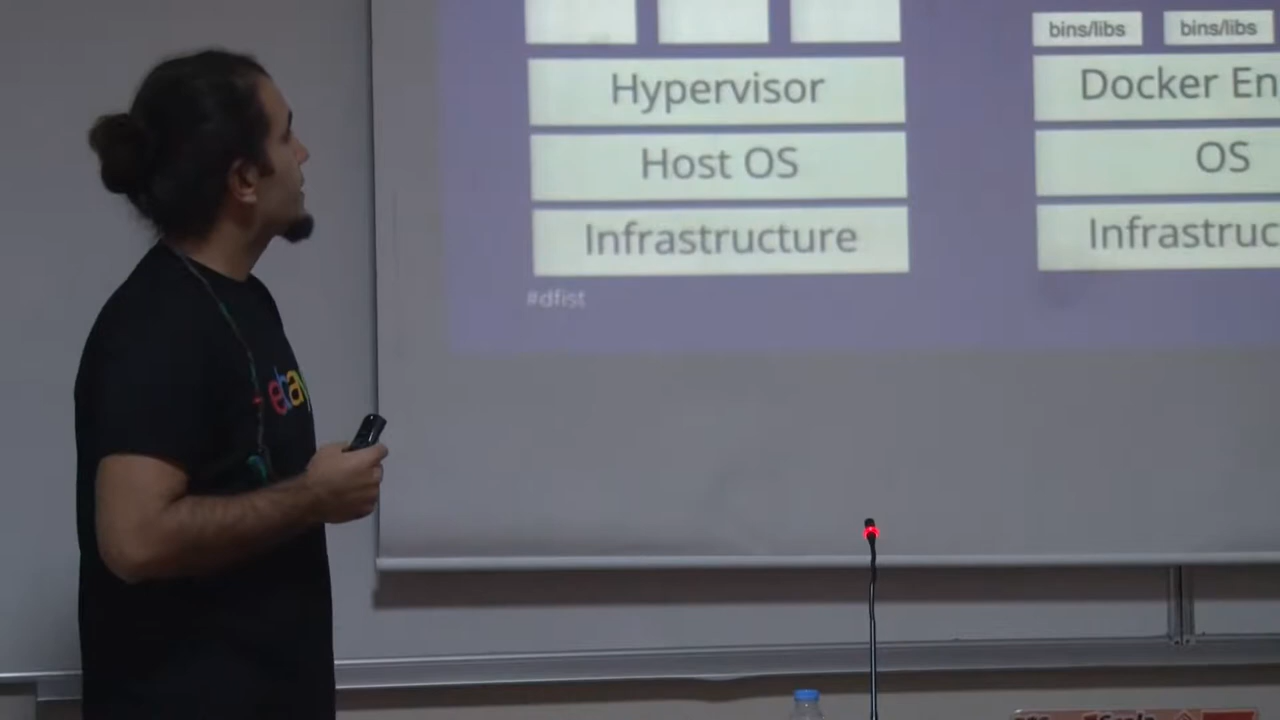 bins/libs bins/libs
Hypervisor
Docker En
Host OS
OS
Infrastructure
Infrastruc
#dfist
ebay